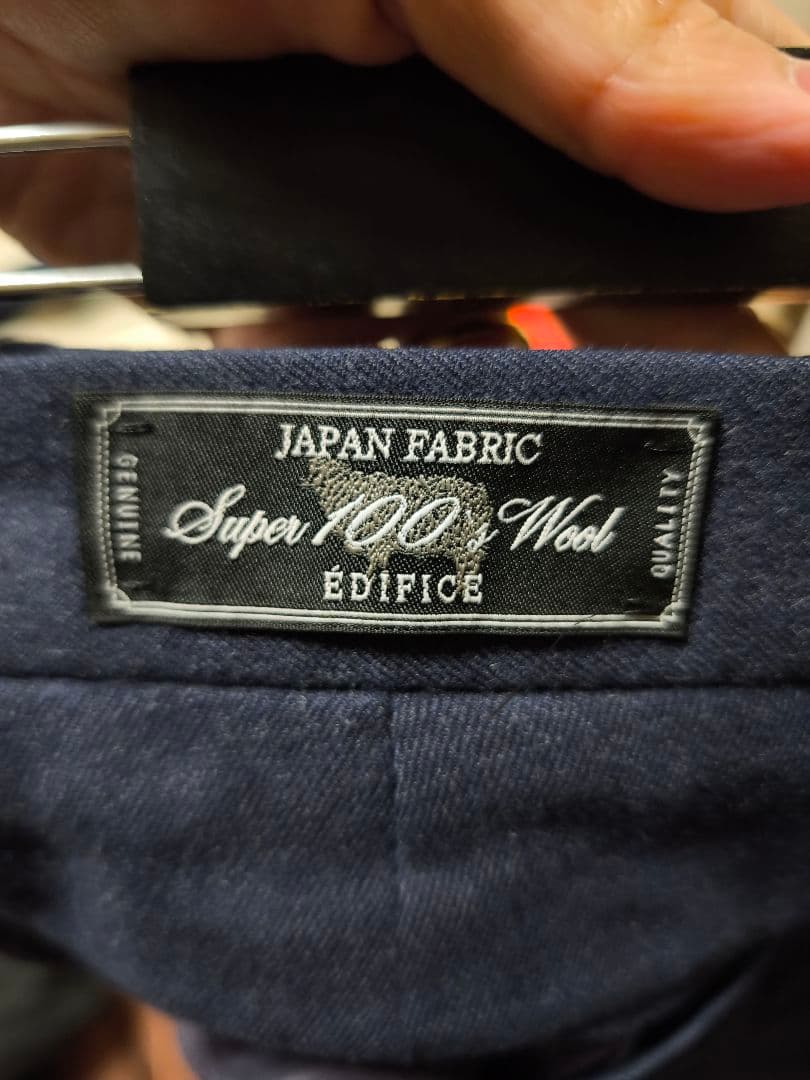 JAPAN FABRIC
GENUINE
Super 100's Wool
QUALITY
ÉDIFICE